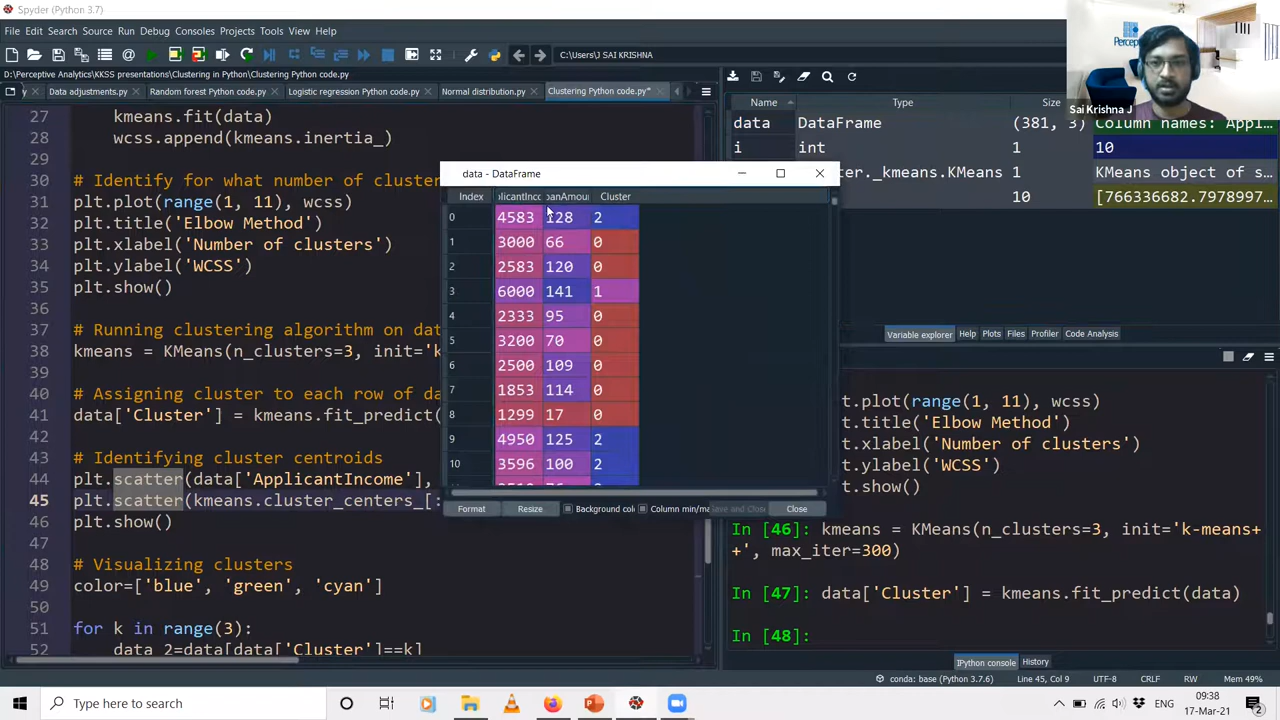 Spyder (Python 3.7)
File Edit Search Source Run Debug Consoles Projects Tools View Help
C:\Users\J SAI KRISHNA
D:\Perceptive Analytics\KKSS presentations\Clustering in Python\Clustering Python code.py
y Data adjustments.py Random forest Python code.py Logistic regression Python code.py Normal distribution.py Clustering Python code.py*
27 kmeans.fit(data)
28 wcss.append(kmeans.inertia_)
29
30 # Identify for what number of cluster
31 plt.plot(range(1, 11), wcss)
32 plt.title('Elbow Method')
33 plt.xlabel('Number of clusters')
34 plt.ylabel('WCSS')
35 plt.show()
36
37 # Running clustering algorithm on dat
38 kmeans = KMeans(n_clusters=3, init='k
39
40 # Assigning cluster to each row of da
41 data['Cluster'] = kmeans.fit_predict(
42
43 # Identifying cluster centroids
44 plt.scatter(data['ApplicantIncome'],
45 plt.scatter(kmeans.cluster_centers_[:
46 plt.show()
47
48 # Visualizing clusters
49 color=['blue', 'green', 'cyan']
50
51 for k in range(3):
52 data_2=data[data['Cluster']==k]
data - DataFrame
Index plicantInco oanAmoun Cluster
0 4583 128 2
1 3000 66 0
2 2583 120 0
3 6000 141 1
4 2333 95 0
5 3200 70 0
6 2500 109 0
7 1853 114 0
8 1299 17 0
9 4950 125 2
10 3596 100 2
Format Resize Background colo Column min/ma Save and Close Close
Name Type Size
data DataFrame (381, 3) Column names: Appl…
i int 1 10
._kmeans.KMeans 1 KMeans object of s…
10 [766336682.7978997…
Sai Krishna J
Variable explorer Help Plots Files Profiler Code Analysis
t.plot(range(1, 11), wcss)
t.title('Elbow Method')
t.xlabel('Number of clusters')
t.ylabel('WCSS')
t.show()
In [46]: kmeans = KMeans(n_clusters=3, init='k-means+
+', max_iter=300)
In [47]: data['Cluster'] = kmeans.fit_predict(data)
In [48]:
IPython console History
conda: base (Python 3.7.6) Line 45, Col 9 UTF-8 CRLF RW Mem 49%
Type here to search
ENG
09:38
17-Mar-21
2